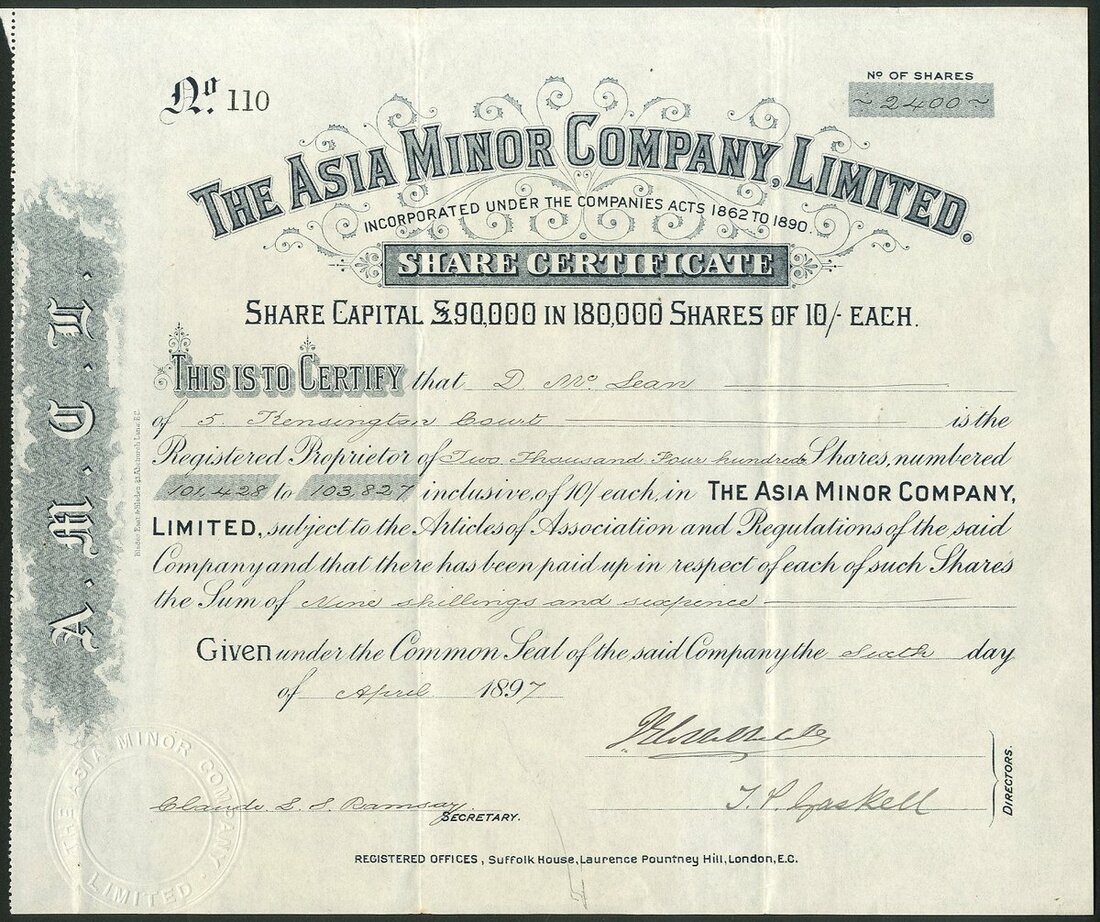 Nº. 110
Nº OF SHARES
~ 2400 ~
THE ASIA MINOR COMPANY, LIMITED.
INCORPORATED UNDER THE COMPANIES ACTS 1862 TO 1890.
SHARE CERTIFICATE
SHARE CAPITAL £90,000 IN 180,000 SHARES OF 10/- EACH.
THIS IS TO CERTIFY that D. Mc Lean
of 5. Kensington Court is the
Registered Proprietor of Two Thousand Four hundred Shares, numbered
101,428 to 103,827 inclusive, of 10/ each, in THE ASIA MINOR COMPANY,
LIMITED, subject to the Articles of Association and Regulations of the said
Company and that there has been paid up in respect of each of such Shares
the Sum of Nine shillings and sixpence
Given under the Common Seal of the said Company the Sixth day
of April 1897
Claude. L. S. Ramsay.
SECRETARY.
T. P. Gaskell
DIRECTORS.
REGISTERED OFFICES, Suffolk House, Laurence Pountney Hill, London, E.C.
A. M. C. L.
THE ASIA MINOR COMPANY LIMITED